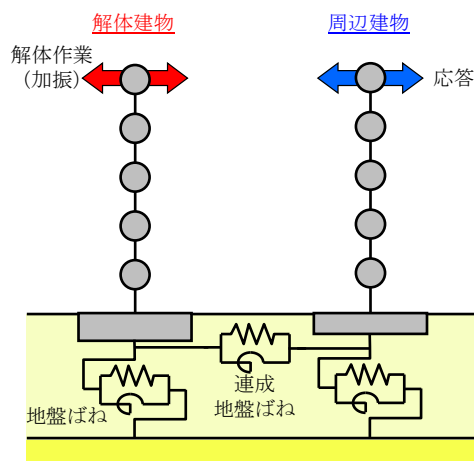 解体建物
周辺建物
解体作業
（加振）
応答
連成
地盤ばね
地盤ばね